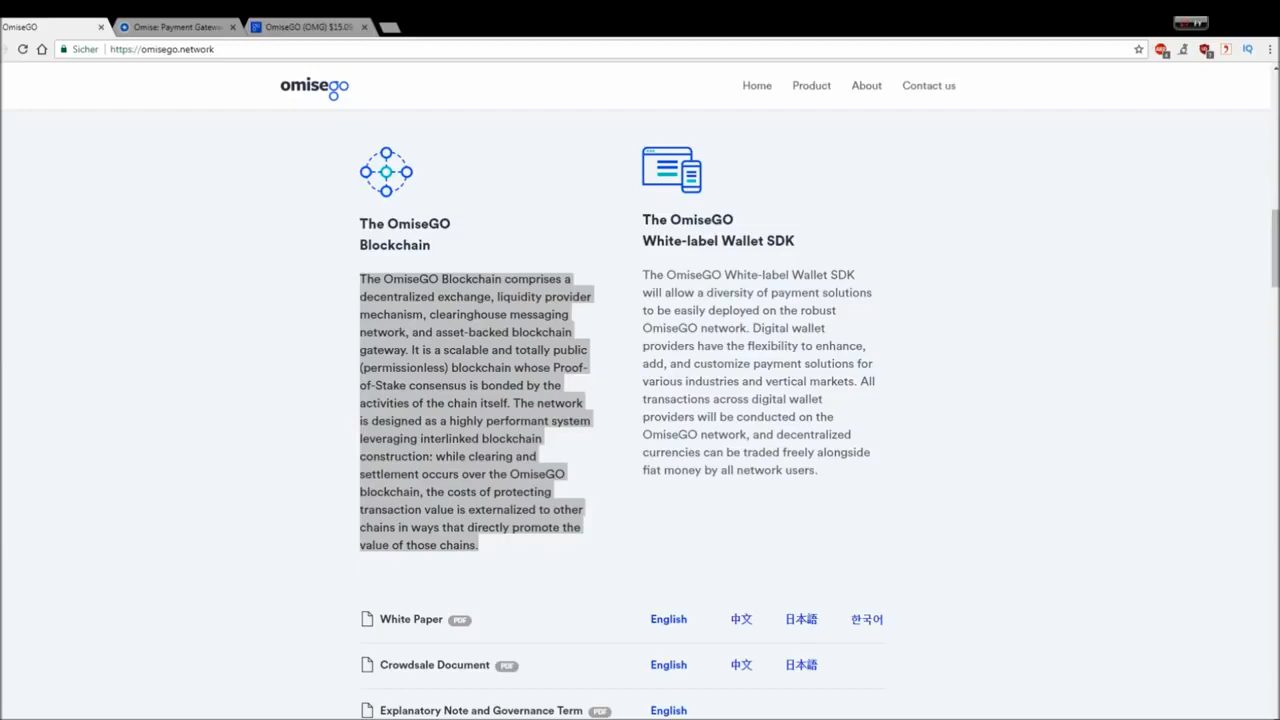 OmiseGO
Omise: Payment Gatewa
OmiseGO (OMG) $15.09
Sicher
https://omisego.network
omisego
Home
Product
About
Contact us
The OmiseGO
Blockchain
The OmiseGO Blockchain comprises a
decentralized exchange, liquidity provider
mechanism, clearinghouse messaging
network, and asset-backed blockchain
gateway. It is a scalable and totally public
(permissionless) blockchain whose Proof-
of-Stake consensus is bonded by the
activities of the chain itself. The network
is designed as a highly performant system
leveraging interlinked blockchain
construction: while clearing and
settlement occurs over the OmiseGO
blockchain, the costs of protecting
transaction value is externalized to other
chains in ways that directly promote the
value of those chains.
The OmiseGO
White-label Wallet SDK
The OmiseGO White-label Wallet SDK
will allow a diversity of payment solutions
to be easily deployed on the robust
OmiseGO network. Digital wallet
providers have the flexibility to enhance,
add, and customize payment solutions for
various industries and vertical markets. All
transactions across digital wallet
providers will be conducted on the
OmiseGO network, and decentralized
currencies can be traded freely alongside
fiat money by all network users.
White Paper PDF English 中文 日本語 한국어
Crowdsale Document PDF English 中文 日本語
Explanatory Note and Governance Term PDF English